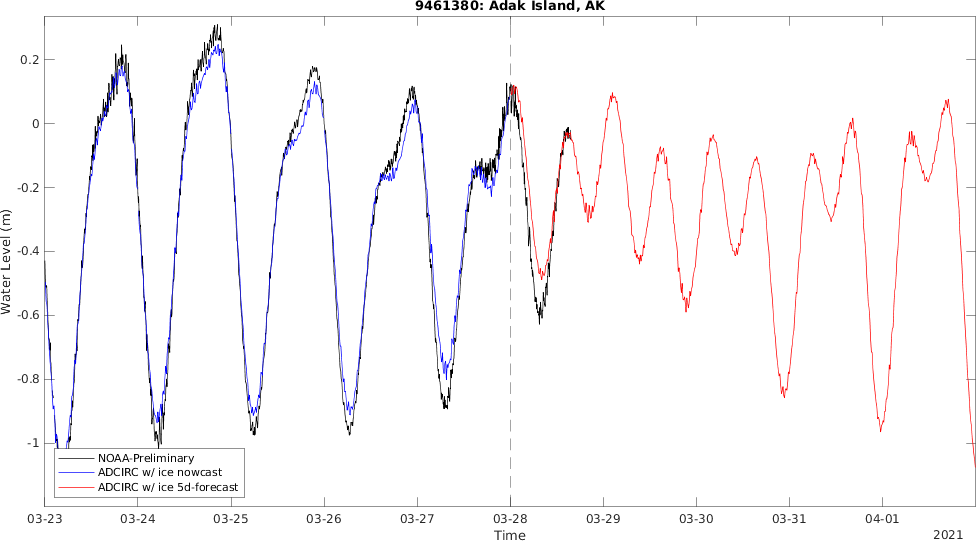 9461380: Adak Island, AK
0.2
0
-0.2
-0.4
-0.6
-0.8
-1
Water Level (m)
NOAA-Preliminary
ADCIRC w/ ice nowcast
ADCIRC w/ ice 5d-forecast
03-23 03-24 03-25 03-26 03-27 03-28 03-29 03-30 03-31 04-01
Time
2021